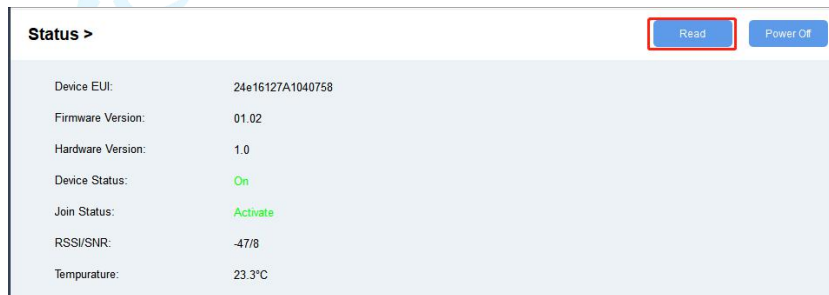 Status >
Read
Power Off
Device EUI: 24e16127A1040758
Firmware Version: 01.02
Hardware Version: 1.0
Device Status: On
Join Status: Activate
RSSI/SNR: -47/8
Tempurature: 23.3°C